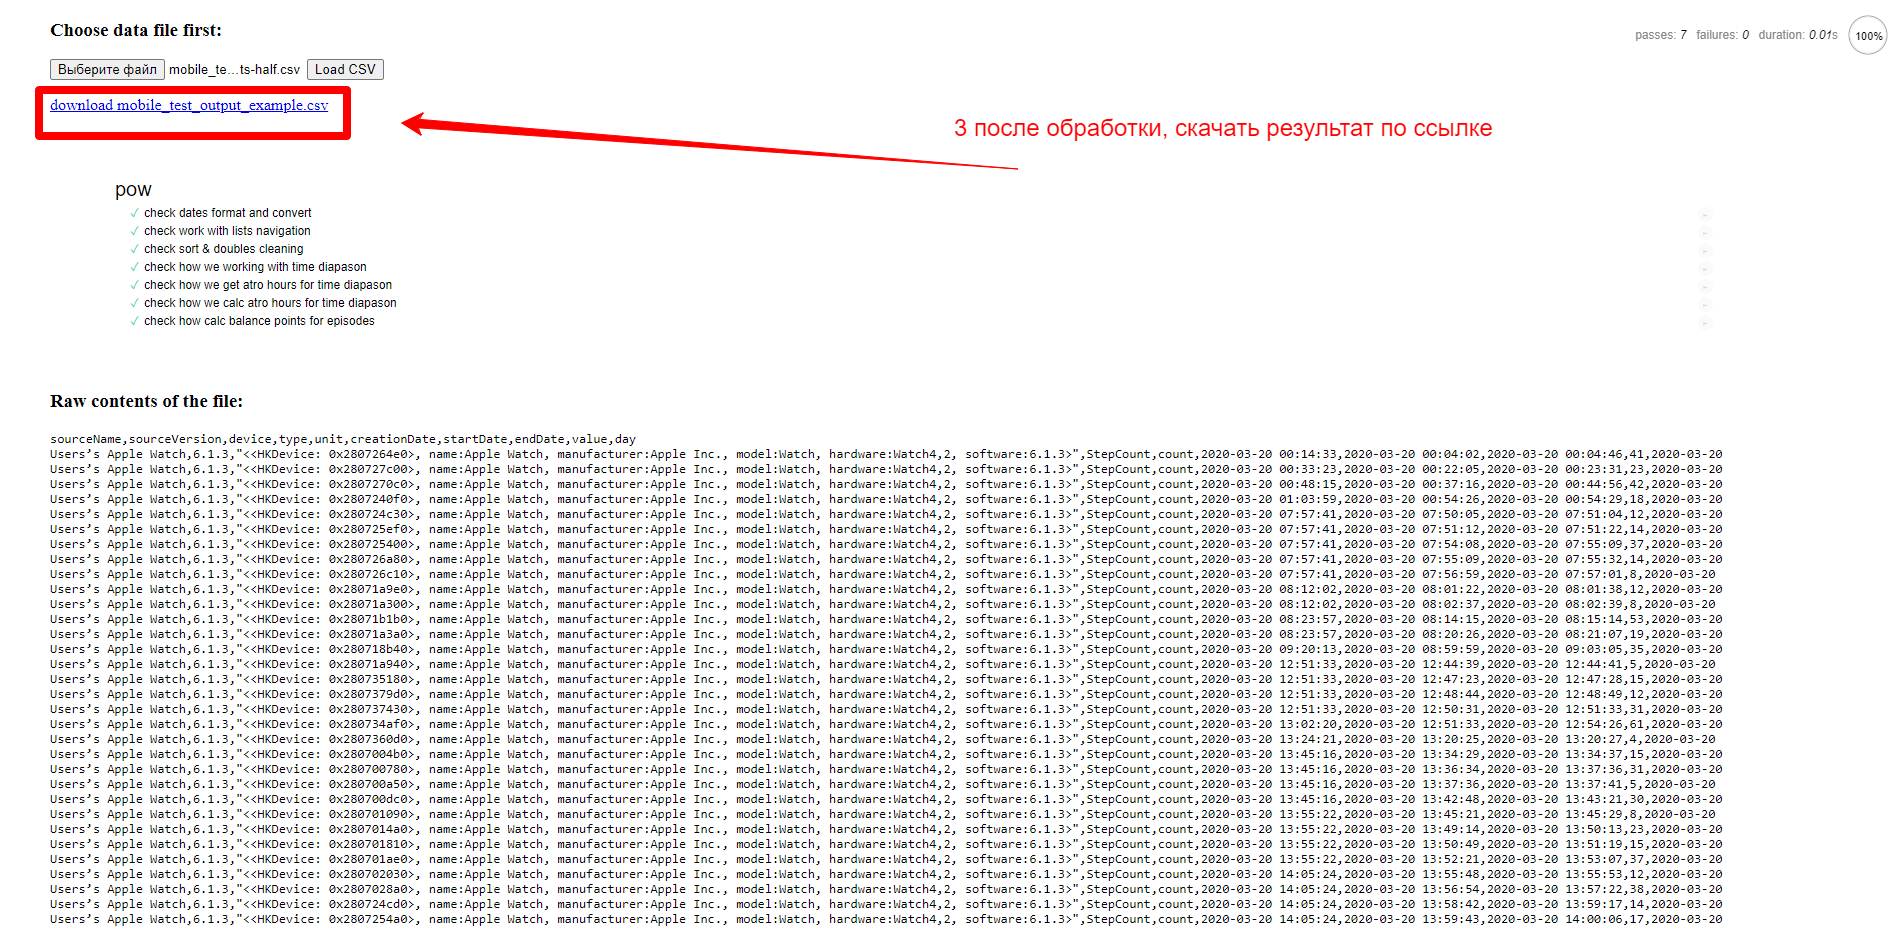 Choose data file first:
passes: 7 failures: 0 duration: 0.01s 100%
Выберите файл mobile_te…ts-half.csv Load CSV
download mobile_test_output_example.csv
3 после обработки, скачать результат по ссылке
pow
✓ check dates format and convert
✓ check work with lists navigation
✓ check sort & doubles cleaning
✓ check how we working with time diapason
✓ check how we get atro hours for time diapason
✓ check how we calc atro hours for time diapason
✓ check how calc balance points for episodes
Raw contents of the file:
sourceName,sourceVersion,device,type,unit,creationDate,startDate,endDate,value,day
Users’s Apple Watch,6.1.3,"<<HKDevice: 0x2807264e0>, name:Apple Watch, manufacturer:Apple Inc., model:Watch, hardware:Watch4,2, software:6.1.3>",StepCount,count,2020-03-20 00:14:33,2020-03-20 00:04:02,2020-03-20 00:04:46,41,2020-03-20
Users’s Apple Watch,6.1.3,"<<HKDevice: 0x280727c00>, name:Apple Watch, manufacturer:Apple Inc., model:Watch, hardware:Watch4,2, software:6.1.3>",StepCount,count,2020-03-20 00:33:23,2020-03-20 00:22:05,2020-03-20 00:23:31,23,2020-03-20
Users’s Apple Watch,6.1.3,"<<HKDevice: 0x2807270c0>, name:Apple Watch, manufacturer:Apple Inc., model:Watch, hardware:Watch4,2, software:6.1.3>",StepCount,count,2020-03-20 00:48:15,2020-03-20 00:37:16,2020-03-20 00:44:56,42,2020-03-20
Users’s Apple Watch,6.1.3,"<<HKDevice: 0x2807240f0>, name:Apple Watch, manufacturer:Apple Inc., model:Watch, hardware:Watch4,2, software:6.1.3>",StepCount,count,2020-03-20 01:03:59,2020-03-20 00:54:26,2020-03-20 00:54:29,18,2020-03-20
Users’s Apple Watch,6.1.3,"<<HKDevice: 0x280724c30>, name:Apple Watch, manufacturer:Apple Inc., model:Watch, hardware:Watch4,2, software:6.1.3>",StepCount,count,2020-03-20 07:57:41,2020-03-20 07:50:05,2020-03-20 07:51:04,12,2020-03-20
Users’s Apple Watch,6.1.3,"<<HKDevice: 0x280725ef0>, name:Apple Watch, manufacturer:Apple Inc., model:Watch, hardware:Watch4,2, software:6.1.3>",StepCount,count,2020-03-20 07:57:41,2020-03-20 07:51:12,2020-03-20 07:51:22,14,2020-03-20
Users’s Apple Watch,6.1.3,"<<HKDevice: 0x280725400>, name:Apple Watch, manufacturer:Apple Inc., model:Watch, hardware:Watch4,2, software:6.1.3>",StepCount,count,2020-03-20 07:57:41,2020-03-20 07:54:08,2020-03-20 07:55:09,37,2020-03-20
Users’s Apple Watch,6.1.3,"<<HKDevice: 0x280726a80>, name:Apple Watch, manufacturer:Apple Inc., model:Watch, hardware:Watch4,2, software:6.1.3>",StepCount,count,2020-03-20 07:57:41,2020-03-20 07:55:09,2020-03-20 07:55:32,14,2020-03-20
Users’s Apple Watch,6.1.3,"<<HKDevice: 0x280726c10>, name:Apple Watch, manufacturer:Apple Inc., model:Watch, hardware:Watch4,2, software:6.1.3>",StepCount,count,2020-03-20 07:57:41,2020-03-20 07:56:59,2020-03-20 07:57:01,8,2020-03-20
Users’s Apple Watch,6.1.3,"<<HKDevice: 0x28071a9e0>, name:Apple Watch, manufacturer:Apple Inc., model:Watch, hardware:Watch4,2, software:6.1.3>",StepCount,count,2020-03-20 08:12:02,2020-03-20 08:01:22,2020-03-20 08:01:38,12,2020-03-20
Users’s Apple Watch,6.1.3,"<<HKDevice: 0x28071a300>, name:Apple Watch, manufacturer:Apple Inc., model:Watch, hardware:Watch4,2, software:6.1.3>",StepCount,count,2020-03-20 08:12:02,2020-03-20 08:02:37,2020-03-20 08:02:39,8,2020-03-20
Users’s Apple Watch,6.1.3,"<<HKDevice: 0x28071b1b0>, name:Apple Watch, manufacturer:Apple Inc., model:Watch, hardware:Watch4,2, software:6.1.3>",StepCount,count,2020-03-20 08:23:57,2020-03-20 08:14:15,2020-03-20 08:15:14,53,2020-03-20
Users’s Apple Watch,6.1.3,"<<HKDevice: 0x28071a3a0>, name:Apple Watch, manufacturer:Apple Inc., model:Watch, hardware:Watch4,2, software:6.1.3>",StepCount,count,2020-03-20 08:23:57,2020-03-20 08:20:26,2020-03-20 08:21:07,19,2020-03-20
Users’s Apple Watch,6.1.3,"<<HKDevice: 0x280718b40>, name:Apple Watch, manufacturer:Apple Inc., model:Watch, hardware:Watch4,2, software:6.1.3>",StepCount,count,2020-03-20 09:20:13,2020-03-20 08:59:59,2020-03-20 09:03:05,35,2020-03-20
Users’s Apple Watch,6.1.3,"<<HKDevice: 0x28071a940>, name:Apple Watch, manufacturer:Apple Inc., model:Watch, hardware:Watch4,2, software:6.1.3>",StepCount,count,2020-03-20 12:51:33,2020-03-20 12:44:39,2020-03-20 12:44:41,5,2020-03-20
Users’s Apple Watch,6.1.3,"<<HKDevice: 0x280735180>, name:Apple Watch, manufacturer:Apple Inc., model:Watch, hardware:Watch4,2, software:6.1.3>",StepCount,count,2020-03-20 12:51:33,2020-03-20 12:47:23,2020-03-20 12:47:28,15,2020-03-20
Users’s Apple Watch,6.1.3,"<<HKDevice: 0x2807379d0>, name:Apple Watch, manufacturer:Apple Inc., model:Watch, hardware:Watch4,2, software:6.1.3>",StepCount,count,2020-03-20 12:51:33,2020-03-20 12:48:44,2020-03-20 12:48:49,12,2020-03-20
Users’s Apple Watch,6.1.3,"<<HKDevice: 0x280737430>, name:Apple Watch, manufacturer:Apple Inc., model:Watch, hardware:Watch4,2, software:6.1.3>",StepCount,count,2020-03-20 12:51:33,2020-03-20 12:50:31,2020-03-20 12:51:33,31,2020-03-20
Users’s Apple Watch,6.1.3,"<<HKDevice: 0x280734af0>, name:Apple Watch, manufacturer:Apple Inc., model:Watch, hardware:Watch4,2, software:6.1.3>",StepCount,count,2020-03-20 13:02:20,2020-03-20 12:51:33,2020-03-20 12:54:26,61,2020-03-20
Users’s Apple Watch,6.1.3,"<<HKDevice: 0x2807360d0>, name:Apple Watch, manufacturer:Apple Inc., model:Watch, hardware:Watch4,2, software:6.1.3>",StepCount,count,2020-03-20 13:24:21,2020-03-20 13:20:25,2020-03-20 13:20:27,4,2020-03-20
Users’s Apple Watch,6.1.3,"<<HKDevice: 0x2807004b0>, name:Apple Watch, manufacturer:Apple Inc., model:Watch, hardware:Watch4,2, software:6.1.3>",StepCount,count,2020-03-20 13:45:16,2020-03-20 13:34:29,2020-03-20 13:34:37,15,2020-03-20
Users’s Apple Watch,6.1.3,"<<HKDevice: 0x280700780>, name:Apple Watch, manufacturer:Apple Inc., model:Watch, hardware:Watch4,2, software:6.1.3>",StepCount,count,2020-03-20 13:45:16,2020-03-20 13:36:34,2020-03-20 13:37:36,31,2020-03-20
Users’s Apple Watch,6.1.3,"<<HKDevice: 0x280700a50>, name:Apple Watch, manufacturer:Apple Inc., model:Watch, hardware:Watch4,2, software:6.1.3>",StepCount,count,2020-03-20 13:45:16,2020-03-20 13:37:36,2020-03-20 13:37:41,5,2020-03-20
Users’s Apple Watch,6.1.3,"<<HKDevice: 0x280700dc0>, name:Apple Watch, manufacturer:Apple Inc., model:Watch, hardware:Watch4,2, software:6.1.3>",StepCount,count,2020-03-20 13:45:16,2020-03-20 13:42:48,2020-03-20 13:43:21,30,2020-03-20
Users’s Apple Watch,6.1.3,"<<HKDevice: 0x280701090>, name:Apple Watch, manufacturer:Apple Inc., model:Watch, hardware:Watch4,2, software:6.1.3>",StepCount,count,2020-03-20 13:55:22,2020-03-20 13:45:21,2020-03-20 13:45:29,8,2020-03-20
Users’s Apple Watch,6.1.3,"<<HKDevice: 0x2807014a0>, name:Apple Watch, manufacturer:Apple Inc., model:Watch, hardware:Watch4,2, software:6.1.3>",StepCount,count,2020-03-20 13:55:22,2020-03-20 13:49:14,2020-03-20 13:50:13,23,2020-03-20
Users’s Apple Watch,6.1.3,"<<HKDevice: 0x280701810>, name:Apple Watch, manufacturer:Apple Inc., model:Watch, hardware:Watch4,2, software:6.1.3>",StepCount,count,2020-03-20 13:55:22,2020-03-20 13:50:49,2020-03-20 13:51:19,15,2020-03-20
Users’s Apple Watch,6.1.3,"<<HKDevice: 0x280701ae0>, name:Apple Watch, manufacturer:Apple Inc., model:Watch, hardware:Watch4,2, software:6.1.3>",StepCount,count,2020-03-20 13:55:22,2020-03-20 13:52:21,2020-03-20 13:53:07,37,2020-03-20
Users’s Apple Watch,6.1.3,"<<HKDevice: 0x280702030>, name:Apple Watch, manufacturer:Apple Inc., model:Watch, hardware:Watch4,2, software:6.1.3>",StepCount,count,2020-03-20 14:05:24,2020-03-20 13:55:48,2020-03-20 13:55:53,12,2020-03-20
Users’s Apple Watch,6.1.3,"<<HKDevice: 0x2807028a0>, name:Apple Watch, manufacturer:Apple Inc., model:Watch, hardware:Watch4,2, software:6.1.3>",StepCount,count,2020-03-20 14:05:24,2020-03-20 13:56:54,2020-03-20 13:57:22,38,2020-03-20
Users’s Apple Watch,6.1.3,"<<HKDevice: 0x280724cd0>, name:Apple Watch, manufacturer:Apple Inc., model:Watch, hardware:Watch4,2, software:6.1.3>",StepCount,count,2020-03-20 14:05:24,2020-03-20 13:58:42,2020-03-20 13:59:17,14,2020-03-20
Users’s Apple Watch,6.1.3,"<<HKDevice: 0x2807254a0>, name:Apple Watch, manufacturer:Apple Inc., model:Watch, hardware:Watch4,2, software:6.1.3>",StepCount,count,2020-03-20 14:05:24,2020-03-20 13:59:43,2020-03-20 14:00:06,17,2020-03-20